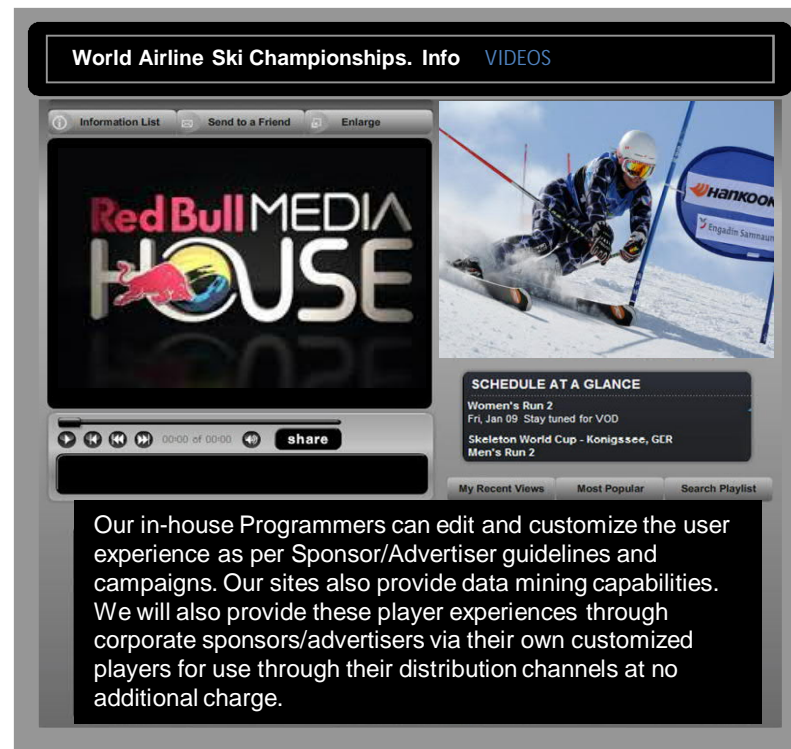 World Airline Ski Championships. Info VIDEOS
Information List Send to a Friend Enlarge
Red Bull MEDIA
HOUSE
HANKOOK
Engadin Samnaun
SCHEDULE AT A GLANCE
Women's Run 2
Fri, Jan 09 Stay tuned for VOD
Skeleton World Cup - Konigssee, GER
Men's Run 2
00:00 of 00:00 share
My Recent Views Most Popular Search Playlist
Our in-house Programmers can edit and customize the user
experience as per Sponsor/Advertiser guidelines and
campaigns. Our sites also provide data mining capabilities.
We will also provide these player experiences through
corporate sponsors/advertisers via their own customized
players for use through their distribution channels at no
additional charge.